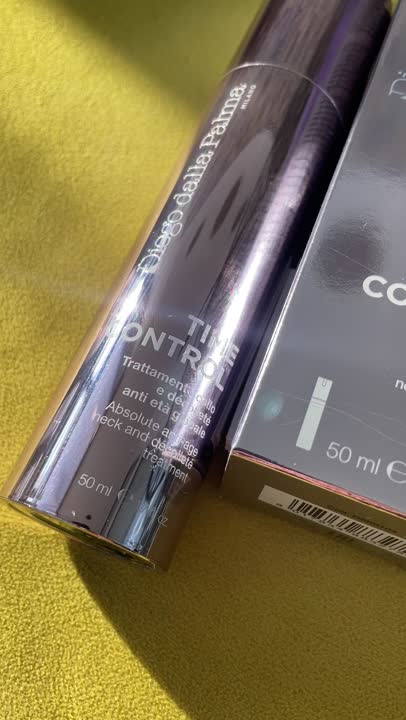 Diego dalla Palma
MILANO
TIME
CONTROL
Trattamento collo
e décolleté
anti età globale
Absolute anti age
neck and décolleté
treatment
50 ml e
OZ.
CO
50 ml e